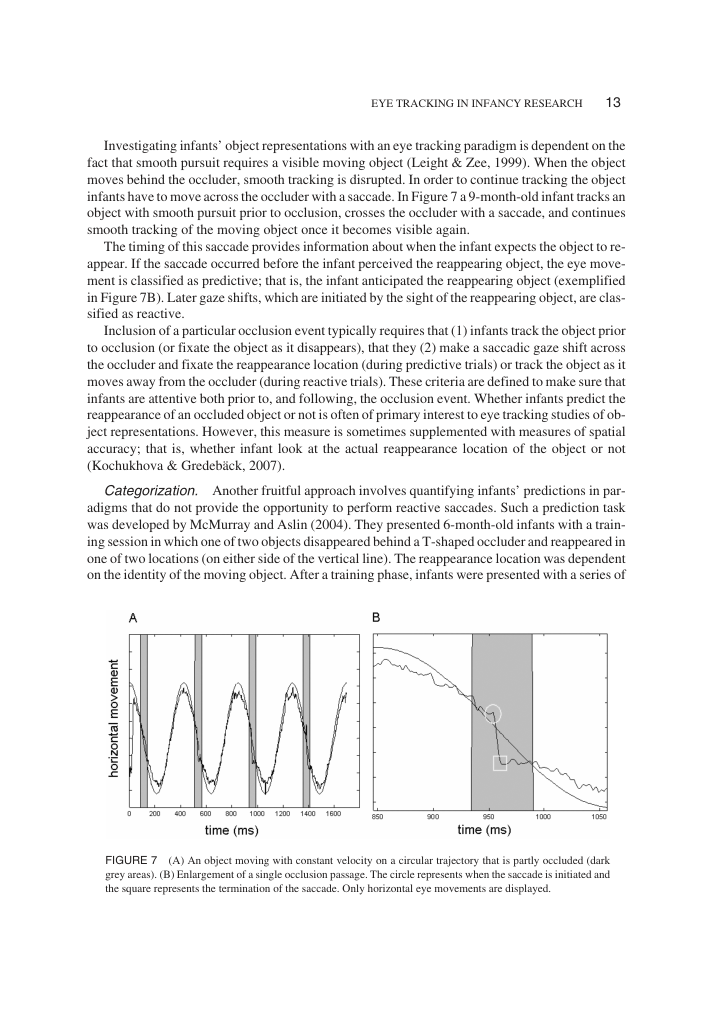 EYE TRACKING IN INFANCY RESEARCH 13
Investigating infants' object representations with an eye tracking paradigm is dependent on the
fact that smooth pursuit requires a visible moving object (Leight & Zee, 1999). When the object
moves behind the occluder, smooth tracking is disrupted. In order to continue tracking the object
infants have to move across the occluder with a saccade. In Figure 7 a 9-month-old infant tracks an
object with smooth pursuit prior to occlusion, crosses the occluder with a saccade, and continues
smooth tracking of the moving object once it becomes visible again.
The timing of this saccade provides information about when the infant expects the object to re-
appear. If the saccade occurred before the infant perceived the reappearing object, the eye move-
ment is classified as predictive; that is, the infant anticipated the reappearing object (exemplified
in Figure 7B). Later gaze shifts, which are initiated by the sight of the reappearing object, are clas-
sified as reactive.
Inclusion of a particular occlusion event typically requires that (1) infants track the object prior
to occlusion (or fixate the object as it disappears), that they (2) make a saccadic gaze shift across
the occluder and fixate the reappearance location (during predictive trials) or track the object as it
moves away from the occluder (during reactive trials). These criteria are defined to make sure that
infants are attentive both prior to, and following, the occlusion event. Whether infants predict the
reappearance of an occluded object or not is often of primary interest to eye tracking studies of ob-
ject representations. However, this measure is sometimes supplemented with measures of spatial
accuracy; that is, whether infant look at the actual reappearance location of the object or not
(Kochukhova & Gredebäck, 2007).
Categorization. Another fruitful approach involves quantifying infants' predictions in par-
adigms that do not provide the opportunity to perform reactive saccades. Such a prediction task
was developed by McMurray and Aslin (2004). They presented 6-month-old infants with a train-
ing session in which one of two objects disappeared behind a T-shaped occluder and reappeared in
one of two locations (on either side of the vertical line). The reappearance location was dependent
on the identity of the moving object. After a training phase, infants were presented with a series of
A B
horizontal movement
0 200 400 600 800 1000 1200 1400 1600
850 900 950 1000 1050
time (ms) time (ms)
FIGURE 7 (A) An object moving with constant velocity on a circular trajectory that is partly occluded (dark
grey areas). (B) Enlargement of a single occlusion passage. The circle represents when the saccade is initiated and
the square represents the termination of the saccade. Only horizontal eye movements are displayed.